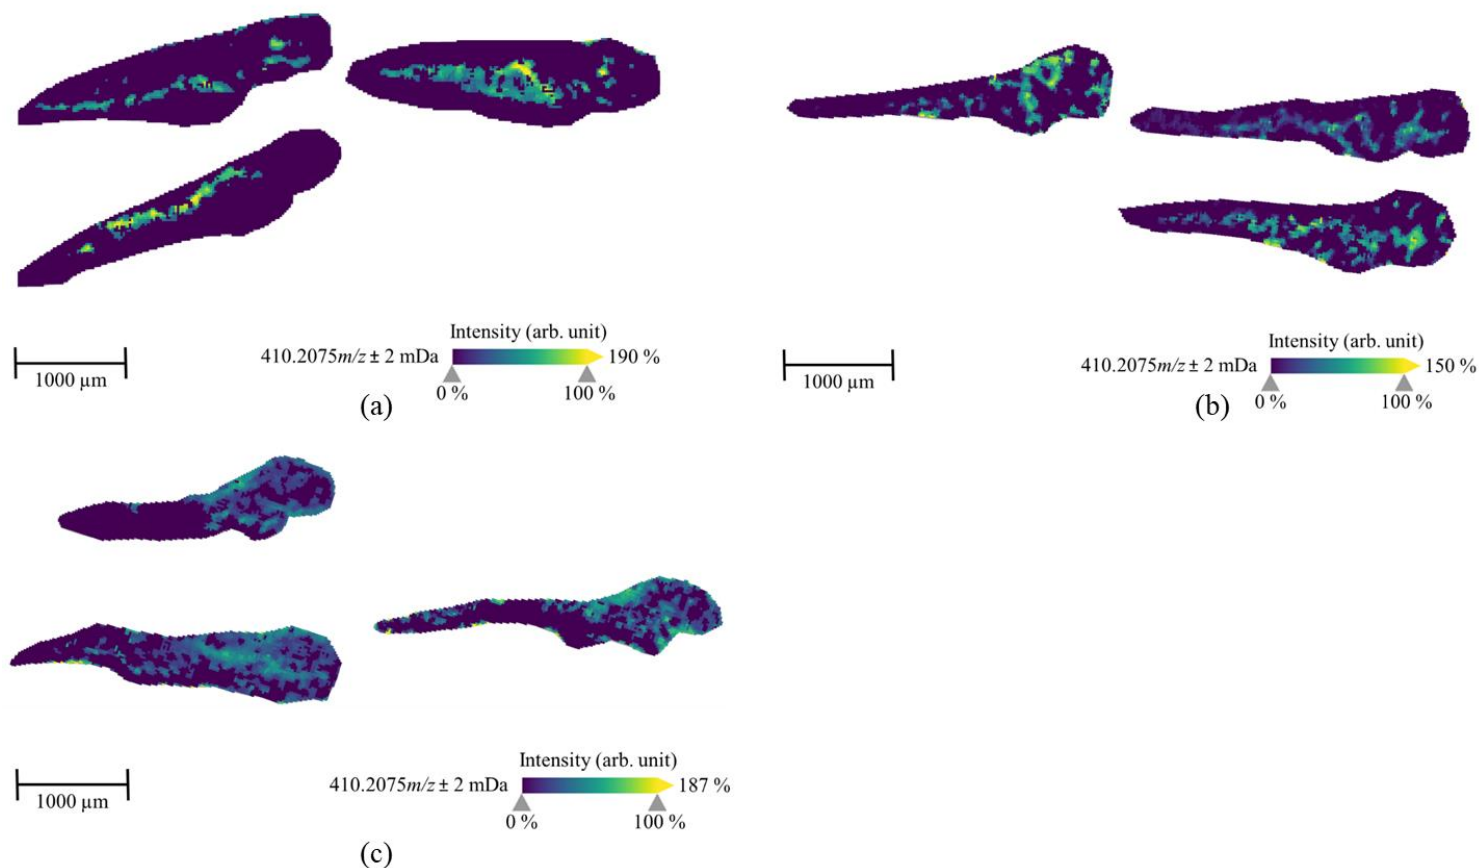 Intensity (arb. unit)
410.2075m/z ± 2 mDa 190 %
0 % 100 %
1000 µm
(a)
Intensity (arb. unit)
410.2075m/z ± 2 mDa 150 %
0 % 100 %
1000 µm
(b)
Intensity (arb. unit)
410.2075m/z ± 2 mDa 187 %
0 % 100 %
1000 µm
(c)